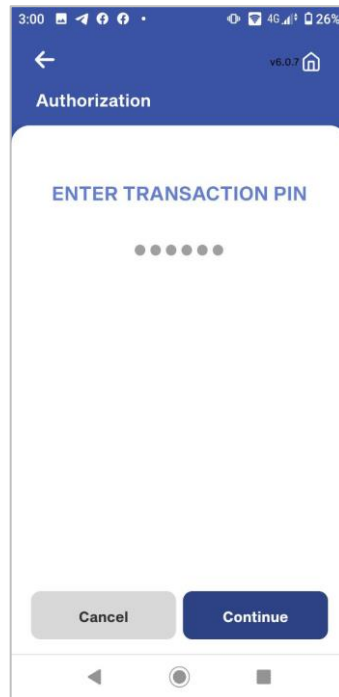 3:00 4G 26%
v6.0.7
Authorization
ENTER TRANSACTION PIN
Cancel Continue